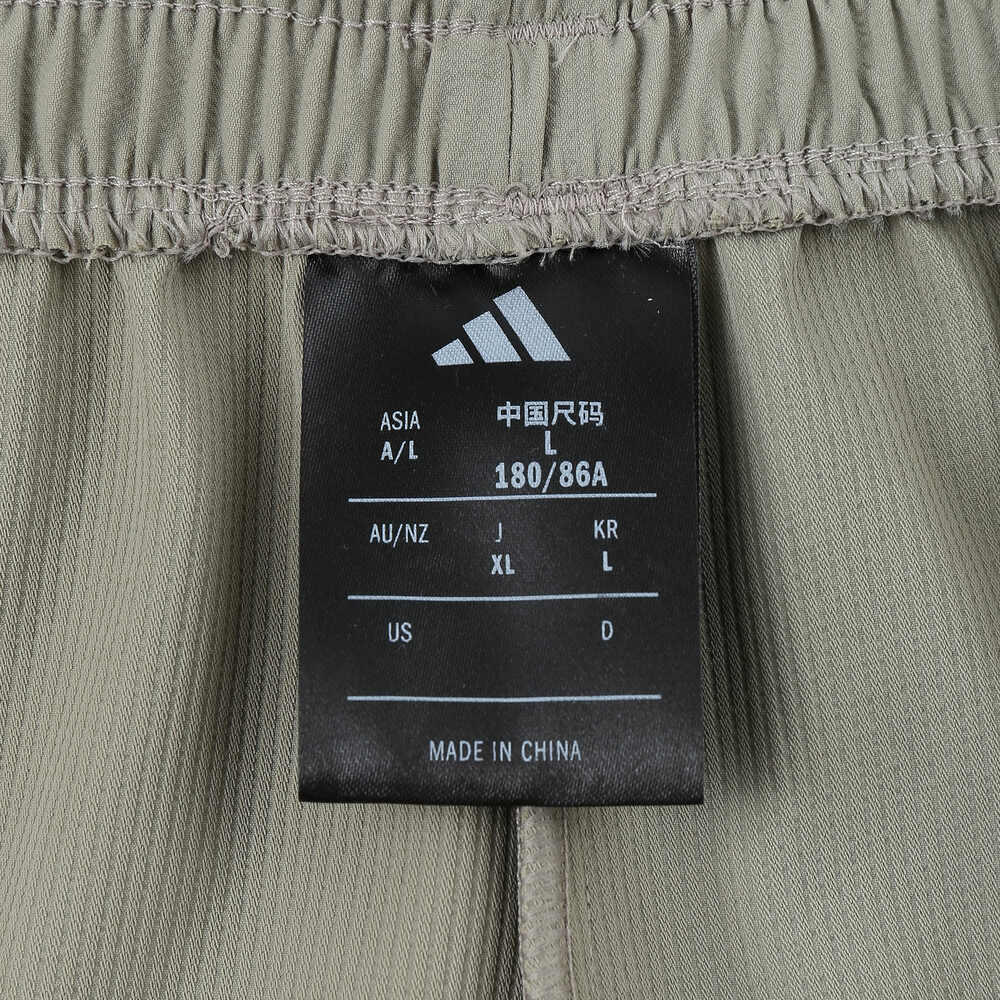 ASIA 中国尺码
A/L L
180/86A
AU/NZ J KR
XL L
US D
MADE IN CHINA